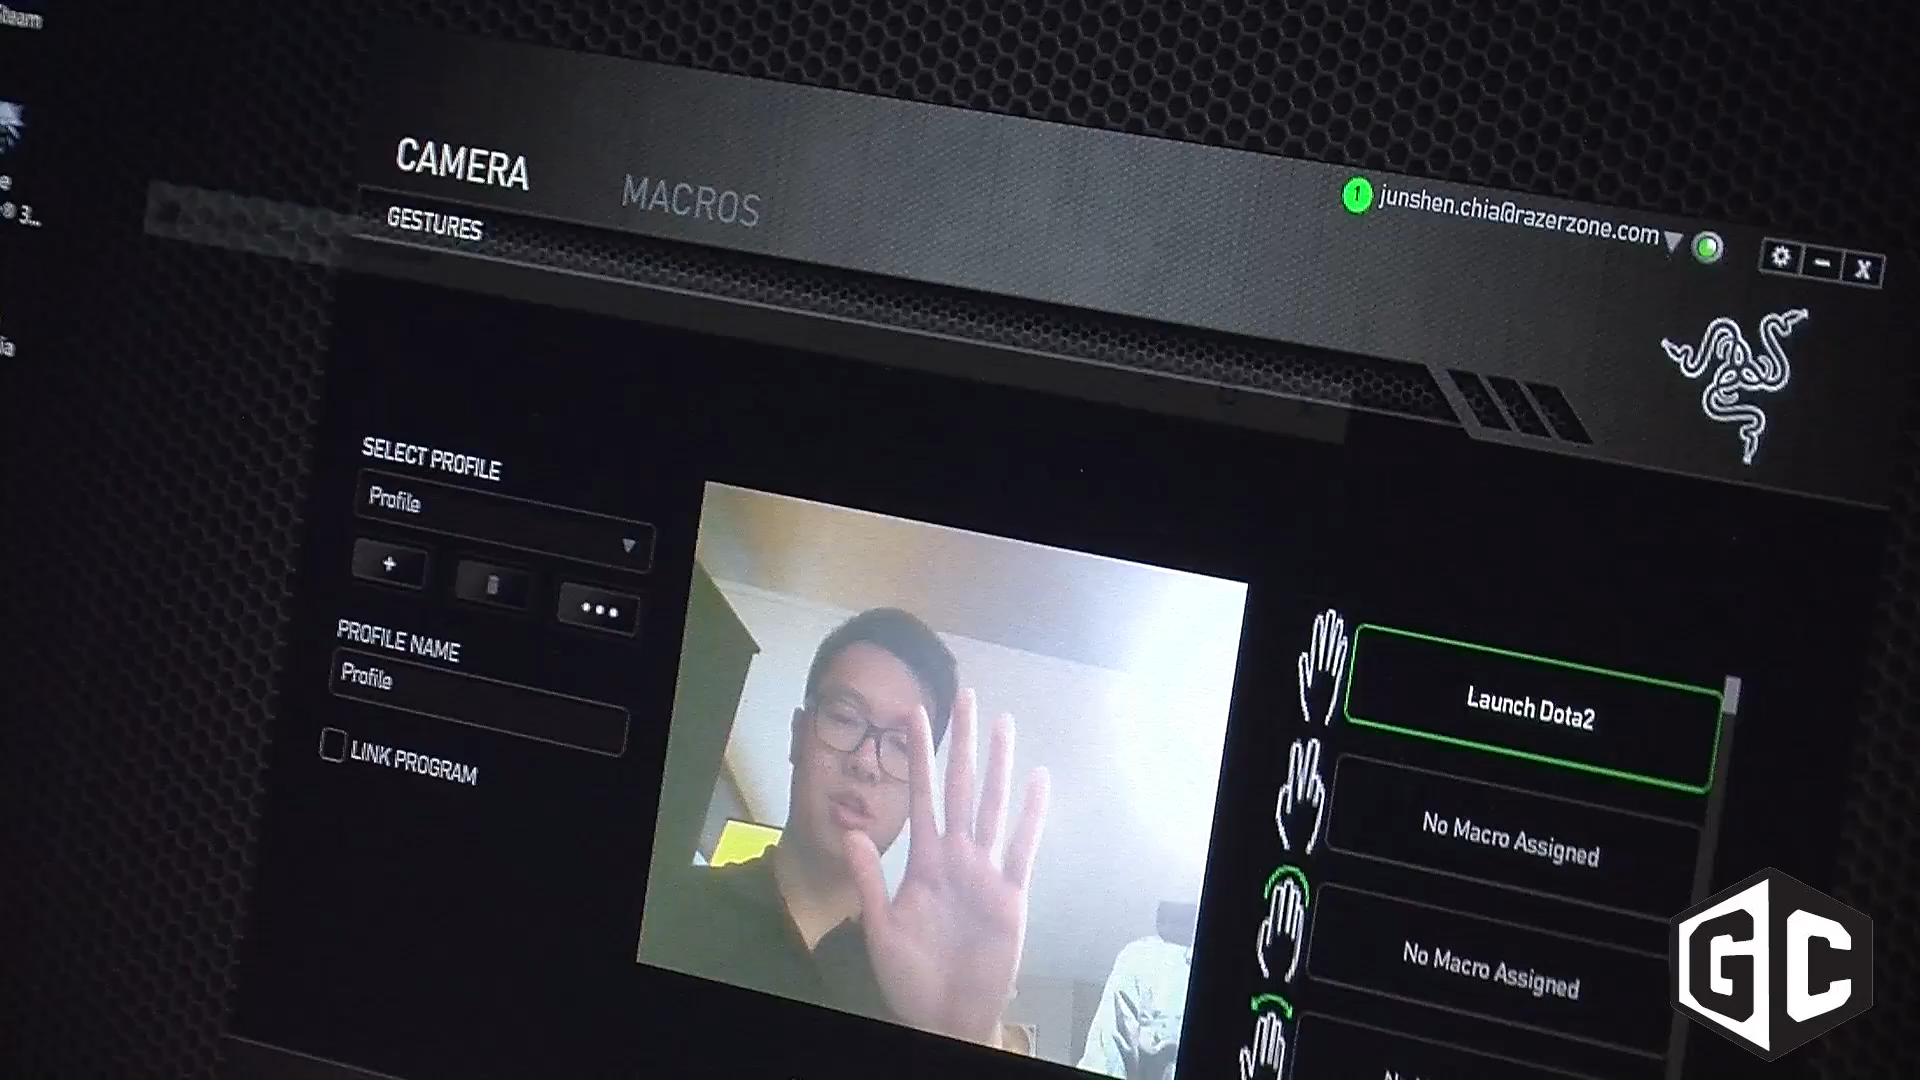 CAMERA
MACROS
1 junshen.chia@razerzone.com
X
GESTURES
SELECT PROFILE
Profile
+
PROFILE NAME
Profile
LINK PROGRAM
Launch Dota2
No Macro Assigned
No Macro Assigned
GC